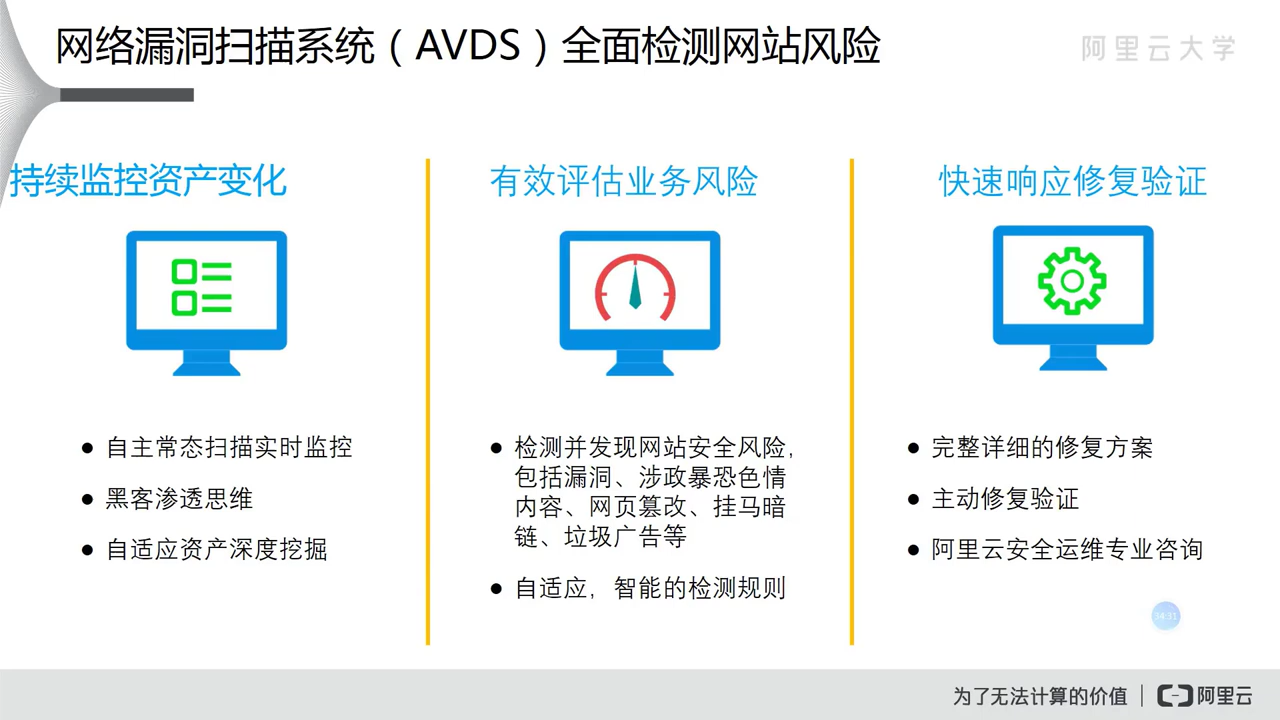 网络漏洞扫描系统（AVDS）全面检测网站风险
阿里云大学
持续监控资产变化
自主常态扫描实时监控
黑客渗透思维
自适应资产深度挖掘
有效评估业务风险
检测并发现网站安全风险，
包括漏洞、涉政暴恐色情
内容、网页篡改、挂马暗
链、垃圾广告等
自适应，智能的检测规则
快速响应修复验证
完整详细的修复方案
主动修复验证
阿里云安全运维专业咨询
34:31
为了无法计算的价值
阿里云